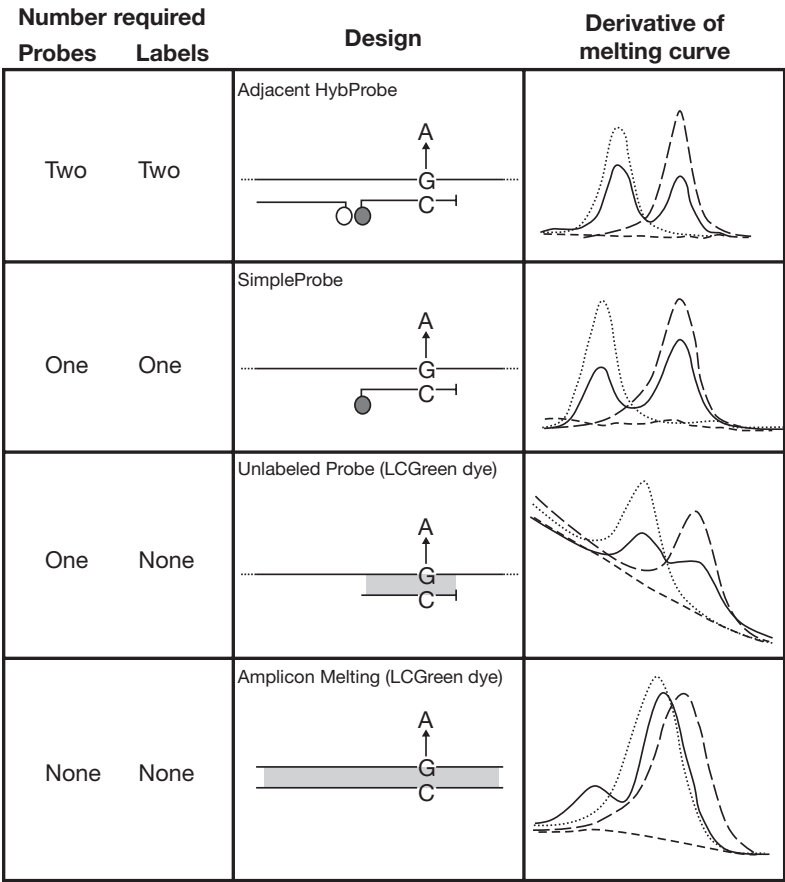 Number required
Probes Labels
Design
Derivative of
melting curve
Two Two
Adjacent HybProbe
A
G
C
One One
SimpleProbe
A
G
C
One None
Unlabeled Probe (LCGreen dye)
A
G
C
None None
Amplicon Melting (LCGreen dye)
A
G
C